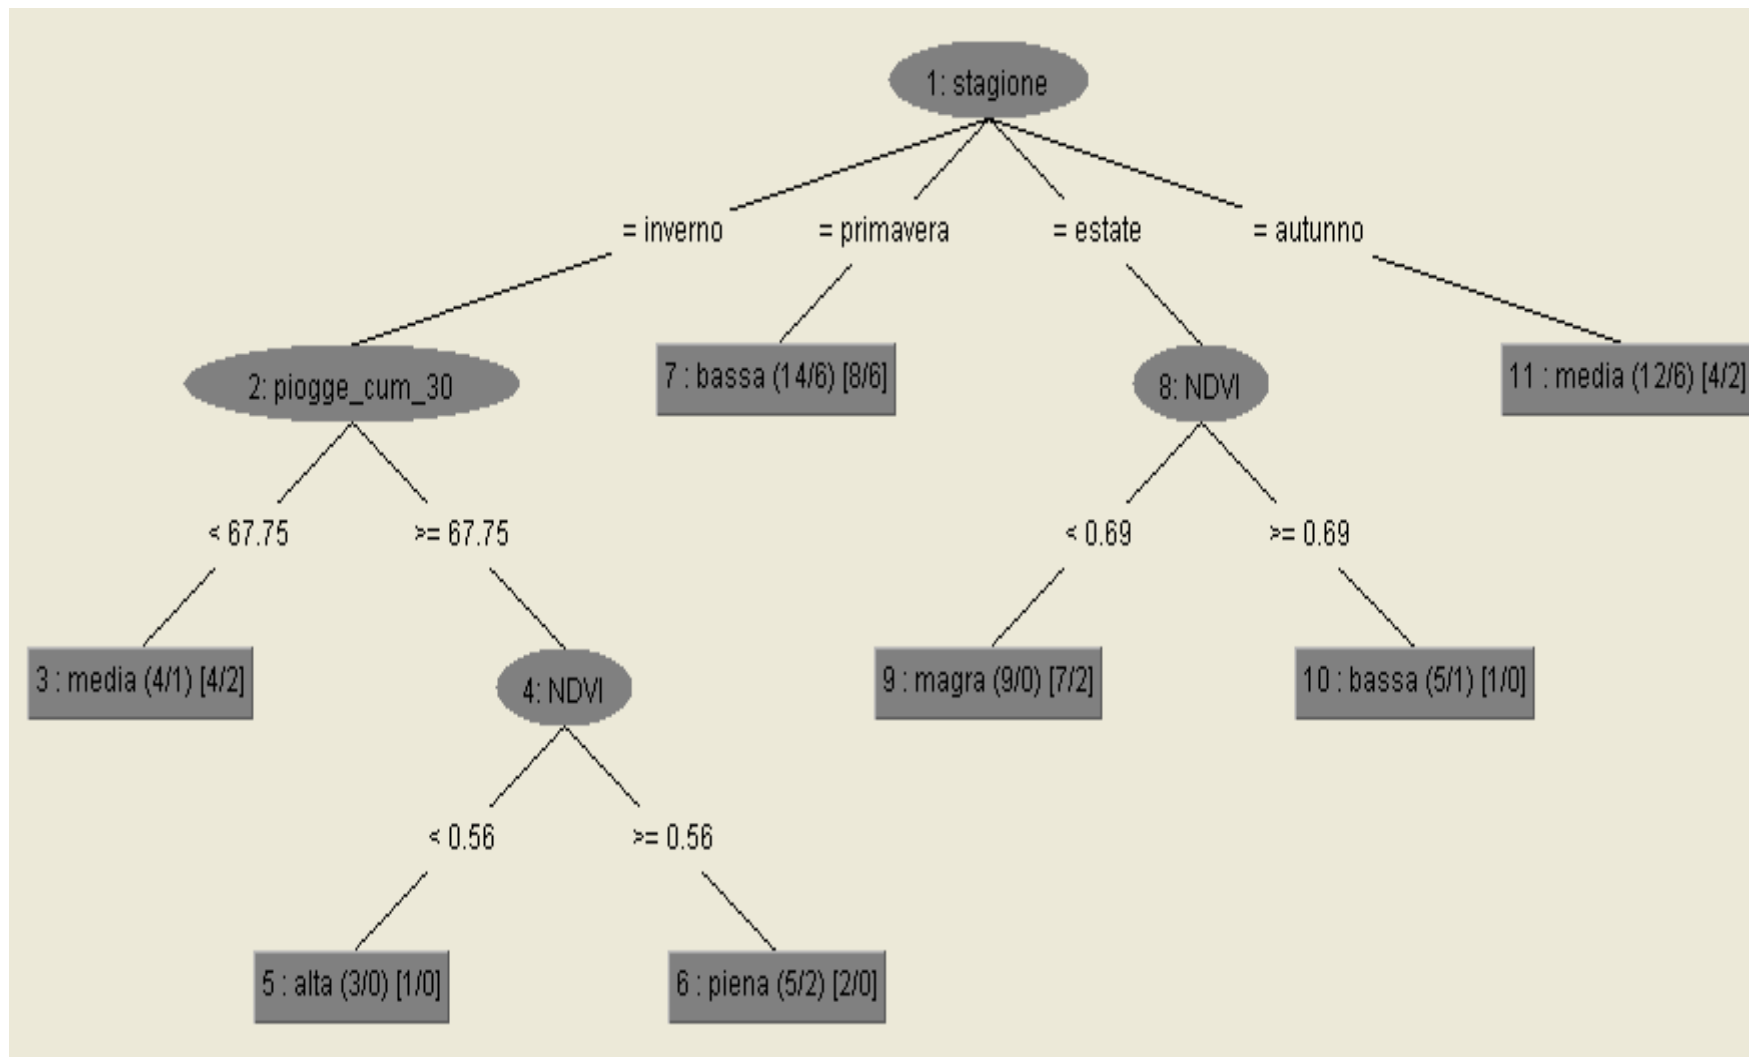 1: stagione
= inverno
= primavera
= estate
= autunno
2: piogge_cum_30
7 : bassa (14/6) [8/6]
8: NDVI
11 : media (12/6) [4/2]
< 67.75
>= 67.75
< 0.69
>= 0.69
3 : media (4/1) [4/2]
4: NDVI
9 : magra (9/0) [7/2]
10 : bassa (5/1) [1/0]
< 0.56
>= 0.56
5 : alta (3/0) [1/0]
6 : piena (5/2) [2/0]